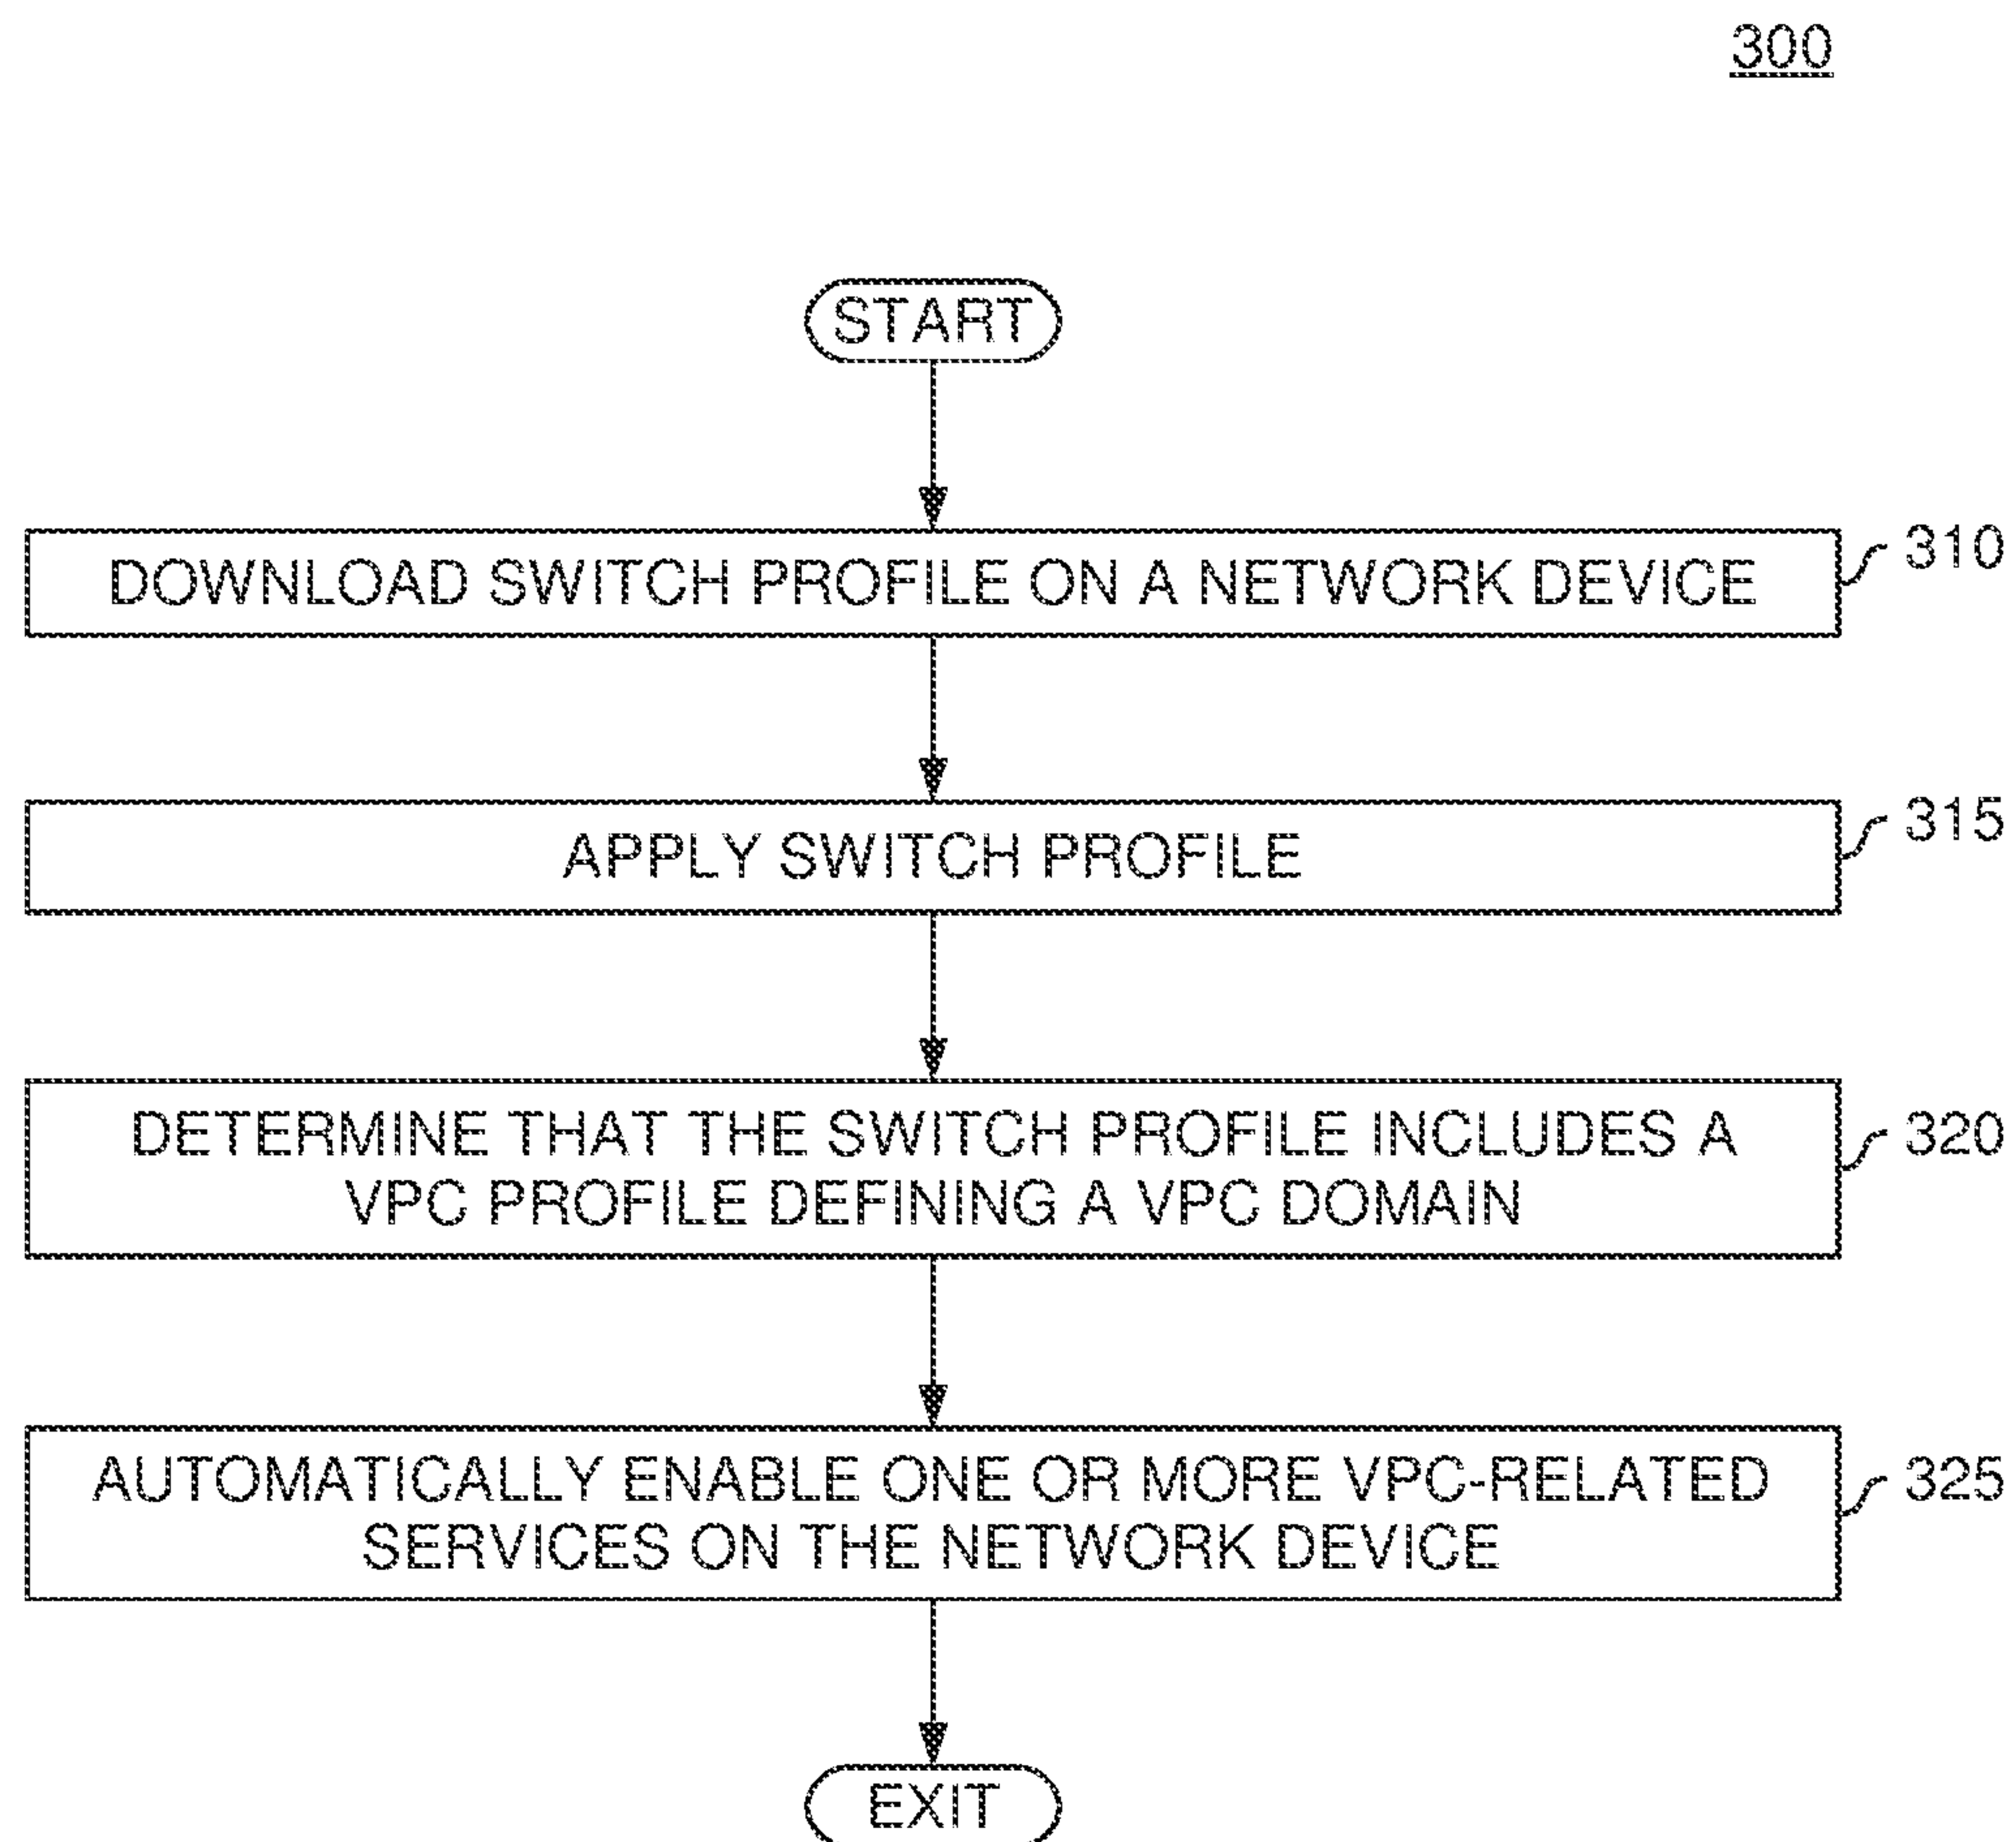 300
START
DOWNLOAD SWITCH PROFILE ON A NETWORK DEVICE
310
APPLY SWITCH PROFILE
315
DETERMINE THAT THE SWITCH PROFILE INCLUDES A
VPC PROFILE DEFINING A VPC DOMAIN
320
AUTOMATICALLY ENABLE ONE OR MORE VPC-RELATED
SERVICES ON THE NETWORK DEVICE
325
EXIT